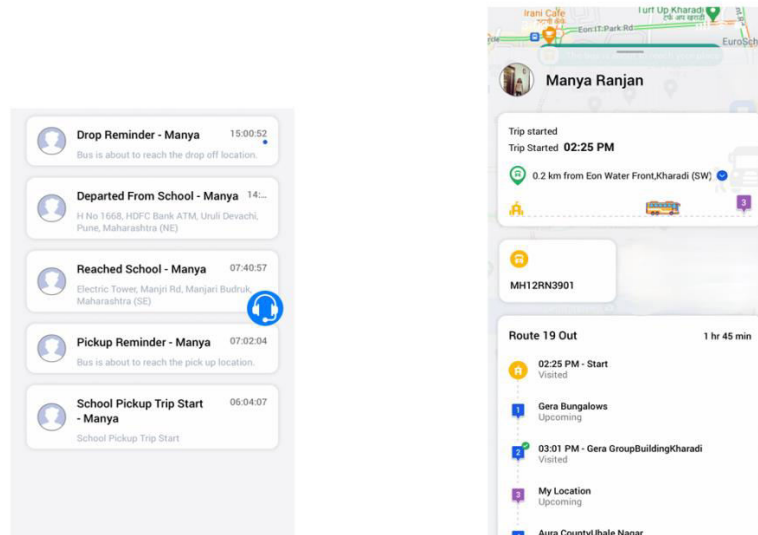 Drop Reminder - Manya 15:00:52
Bus is about to reach the drop off location.
Departed From School - Manya 14:...
H No 1668, HDFC Bank ATM, Uruli Devachi,
Pune, Maharashtra (NE)
Reached School - Manya 07:40:57
Electric Tower, Manjri Rd, Manjari Budruk,
Maharashtra (SE)
Pickup Reminder - Manya 07:02:04
Bus is about to reach the pick up location.
School Pickup Trip Start
- Manya 06:04:07
School Pickup Trip Start
Irani Cafe
Turf Up Kharadi
Eon IT Park Rd
EuroSch
Manya Ranjan
Trip started
Trip Started 02:25 PM
0.2 km from Eon Water Front,Kharadi (SW)
3
MH12RN3901
Route 19 Out 1 hr 45 min
02:25 PM - Start
Visited
1
Gera Bungalows
Upcoming
2
03:01 PM - Gera GroupBuildingKharadi
Visited
3
My Location
Upcoming
Aura CountyUbale Nagar